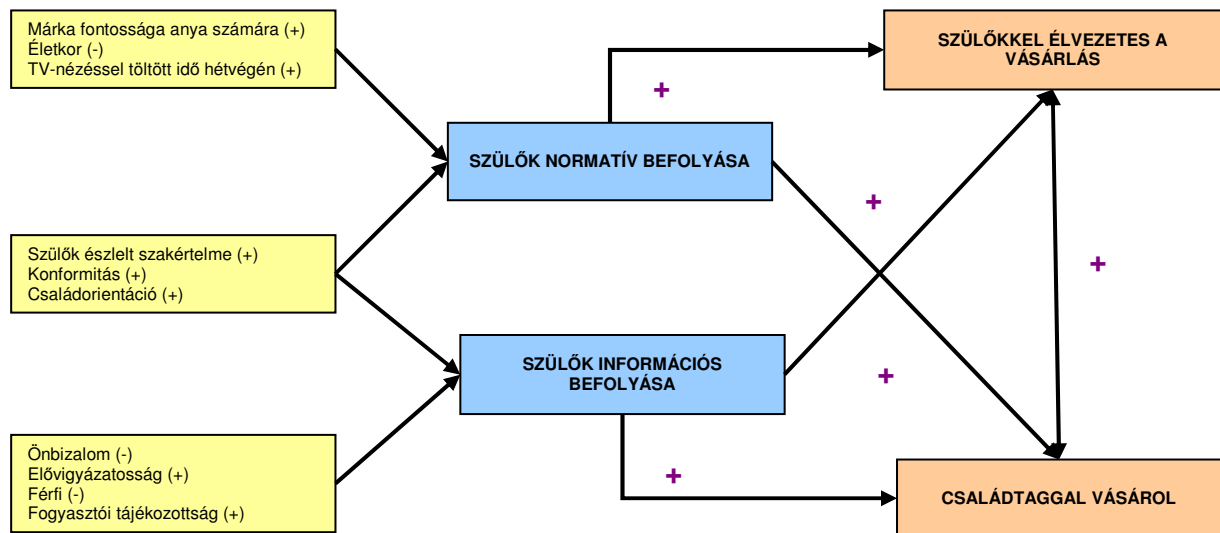 Márka fontossága anya számára (+)
Életkor (-)
TV-nézéssel töltött idő hétvégén (+)
SZÜLŐKKEL ÉLVEZETES A
VÁSÁRLÁS
+
SZÜLŐK NORMATÍV BEFOLYÁSA
+
Szülők észlelt szakértelme (+)
Konformitás (+)
Családorientáció (+)
+
SZÜLŐK INFORMÁCIÓS
BEFOLYÁSA
+
Önbizalom (-)
Elővigyázatosság (+)
Férfi (-)
Fogyasztói tájékozottság (+)
+
CSALÁDTAGGAL VÁSÁROL